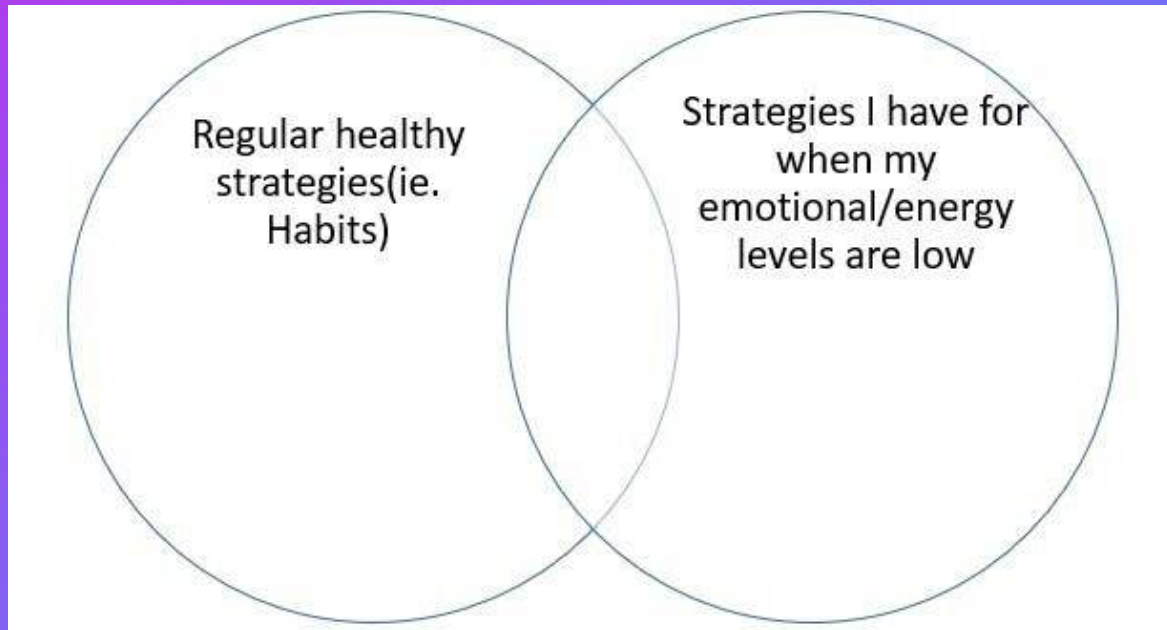 Regular healthy
strategies(ie.
Habits)
Strategies I have for
when my
emotional/energy
levels are low